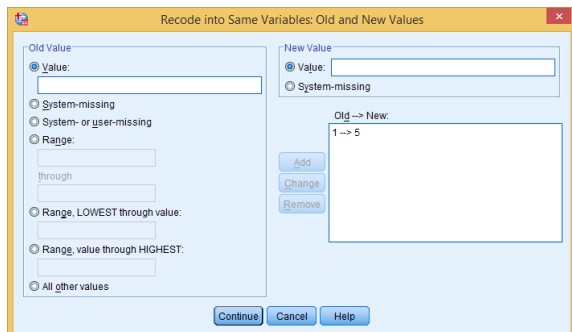 Recode into Same Variables: Old and New Values
Old Value
Value:
System-missing
System- or user-missing
Range:
through
Range, LOWEST through value:
Range, value through HIGHEST:
All other values
New Value
Value:
System-missing
Old --> New:
1 --> 5
Add
Change
Remove
Continue
Cancel
Help